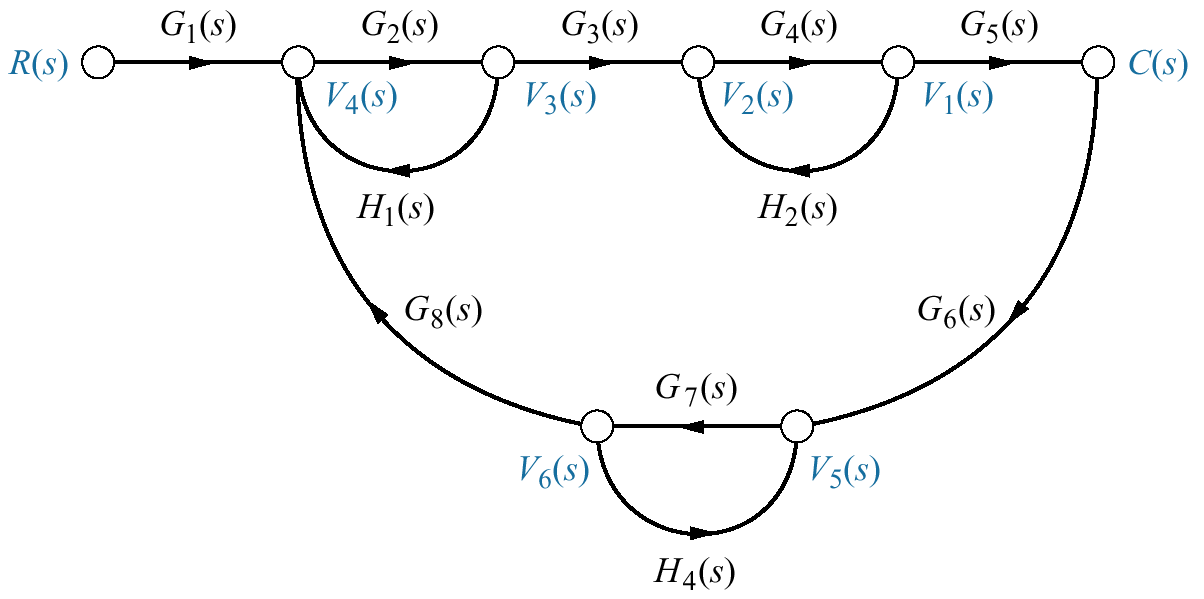 G₁(s) G₂(s) G₃(s) G₄(s) G₅(s)
R(s) C(s)
V₄(s) V₃(s) V₂(s) V₁(s)
H₁(s) H₂(s)
G₈(s) G₆(s)
G₇(s)
V₆(s) V₅(s)
H₄(s)